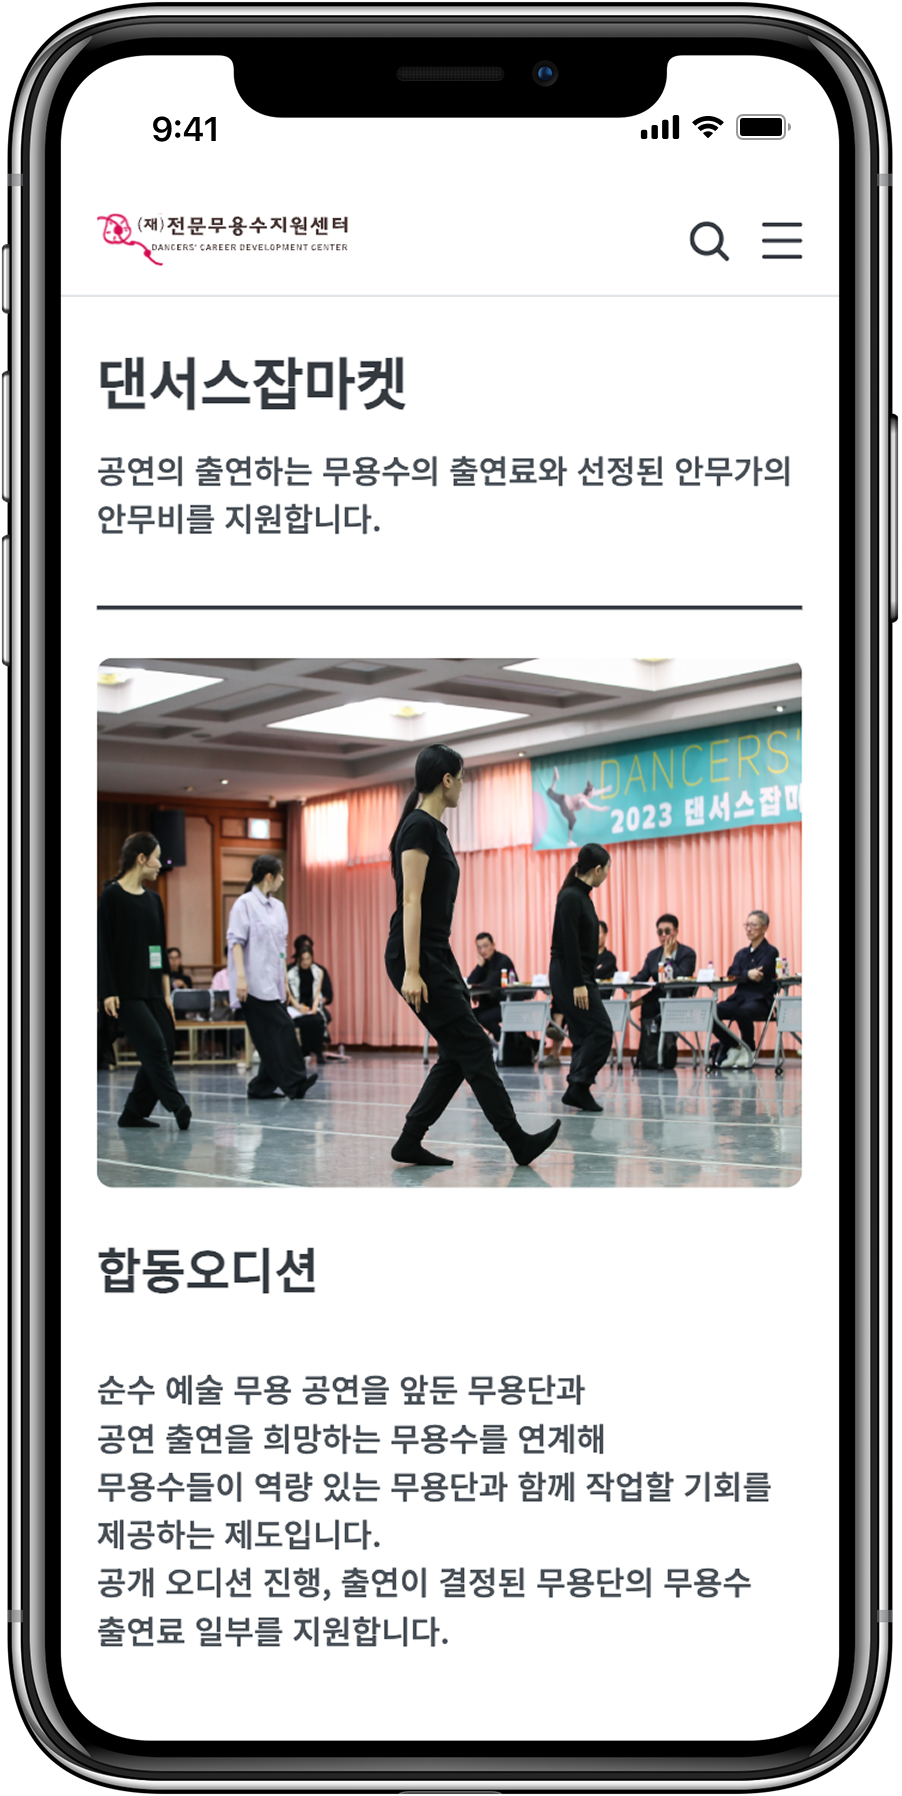 9:41
(재)전문무용수지원센터
DANCERS' CAREER DEVELOPMENT CENTER
댄서스잡마켓
공연의 출연하는 무용수의 출연료와 선정된 안무가의
안무비를 지원합니다.
DANCERS'
2023 댄서스잡마
합동오디션
순수 예술 무용 공연을 앞둔 무용단과
공연 출연을 희망하는 무용수를 연계해
무용수들이 역량 있는 무용단과 함께 작업할 기회를
제공하는 제도입니다.
공개 오디션 진행, 출연이 결정된 무용단의 무용수
출연료 일부를 지원합니다.